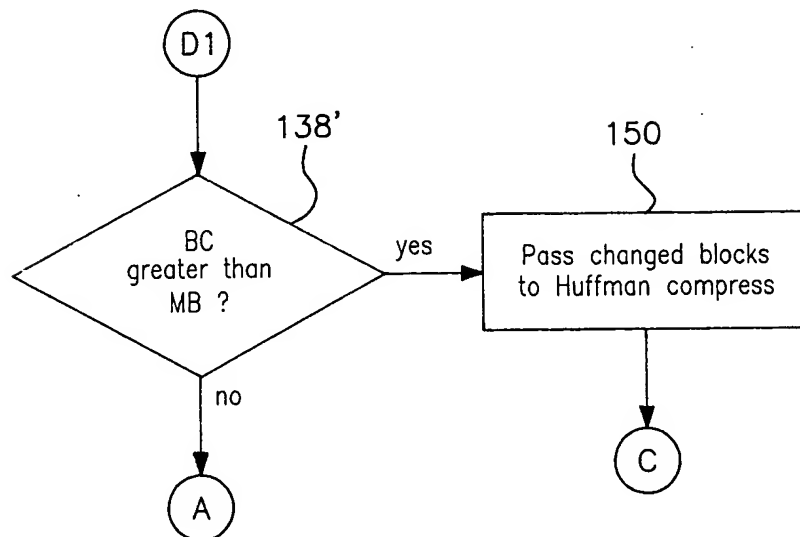 D1
138'
150
BC
greater than
MB ?
yes
Pass changed blocks
to Huffman compress
no
C
A